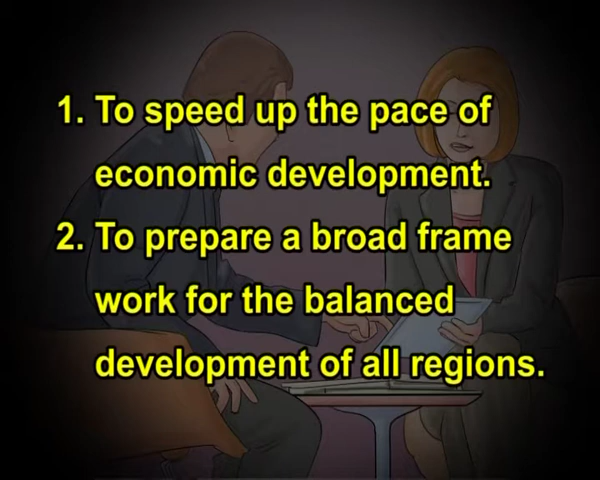 1. To speed up the pace of
economic development.
2. To prepare a broad frame
work for the balanced
development of all regions.